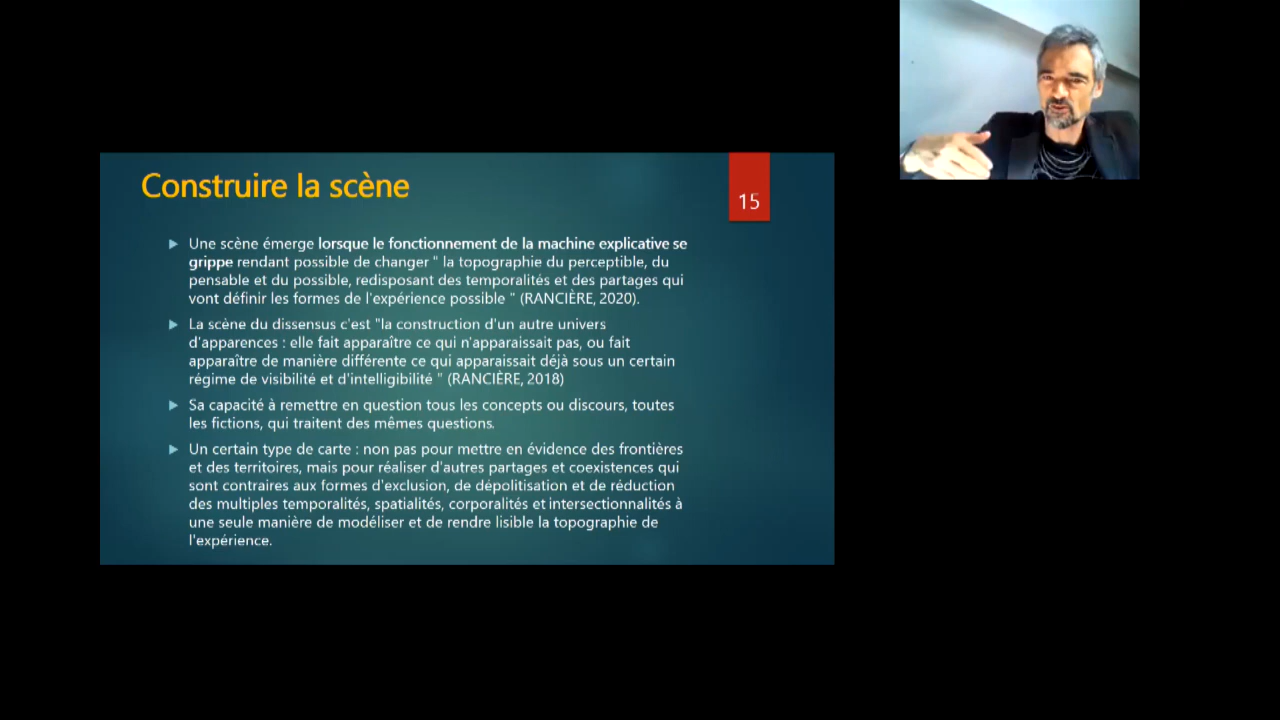 Construire la scène
15
Une scène émerge lorsque le fonctionnement de la machine explicative se
grippe rendant possible de changer " la topographie du perceptible, du
pensable et du possible, redisposant des temporalités et des partages qui
vont définir les formes de l'expérience possible " (RANCIÈRE, 2020).
La scène du dissensus c'est "la construction d'un autre univers
d'apparences : elle fait apparaître ce qui n'apparaissait pas, ou fait
apparaître de manière différente ce qui apparaissait déjà sous un certain
régime de visibilité et d'intelligibilité " (RANCIÈRE, 2018)
Sa capacité à remettre en question tous les concepts ou discours, toutes
les fictions, qui traitent des mêmes questions.
Un certain type de carte : non pas pour mettre en évidence des frontières
et des territoires, mais pour réaliser d'autres partages et coexistences qui
sont contraires aux formes d'exclusion, de dépolitisation et de réduction
des multiples temporalités, spatialités, corporalités et intersectionnalités à
une seule manière de modéliser et de rendre lisible la topographie de
l'expérience.